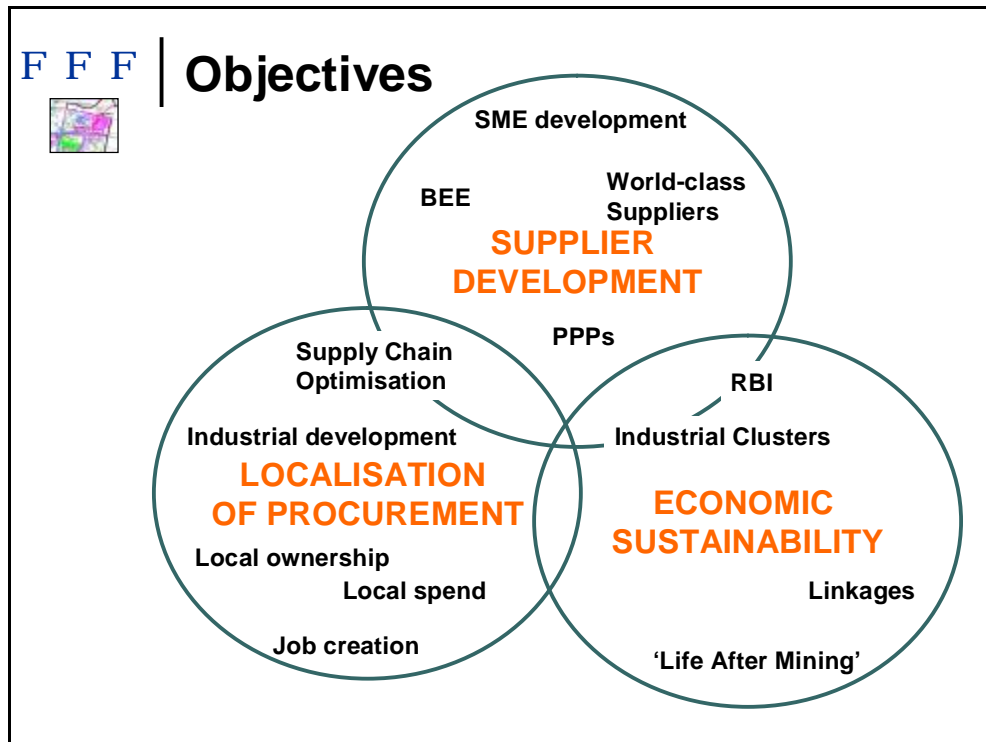 F F F
Objectives
SME development
BEE
World-class
Suppliers
SUPPLIER
DEVELOPMENT
PPPs
Supply Chain
Optimisation
RBI
Industrial development
Industrial Clusters
LOCALISATION
OF PROCUREMENT
ECONOMIC
SUSTAINABILITY
Local ownership
Local spend
Linkages
Job creation
‘Life After Mining’